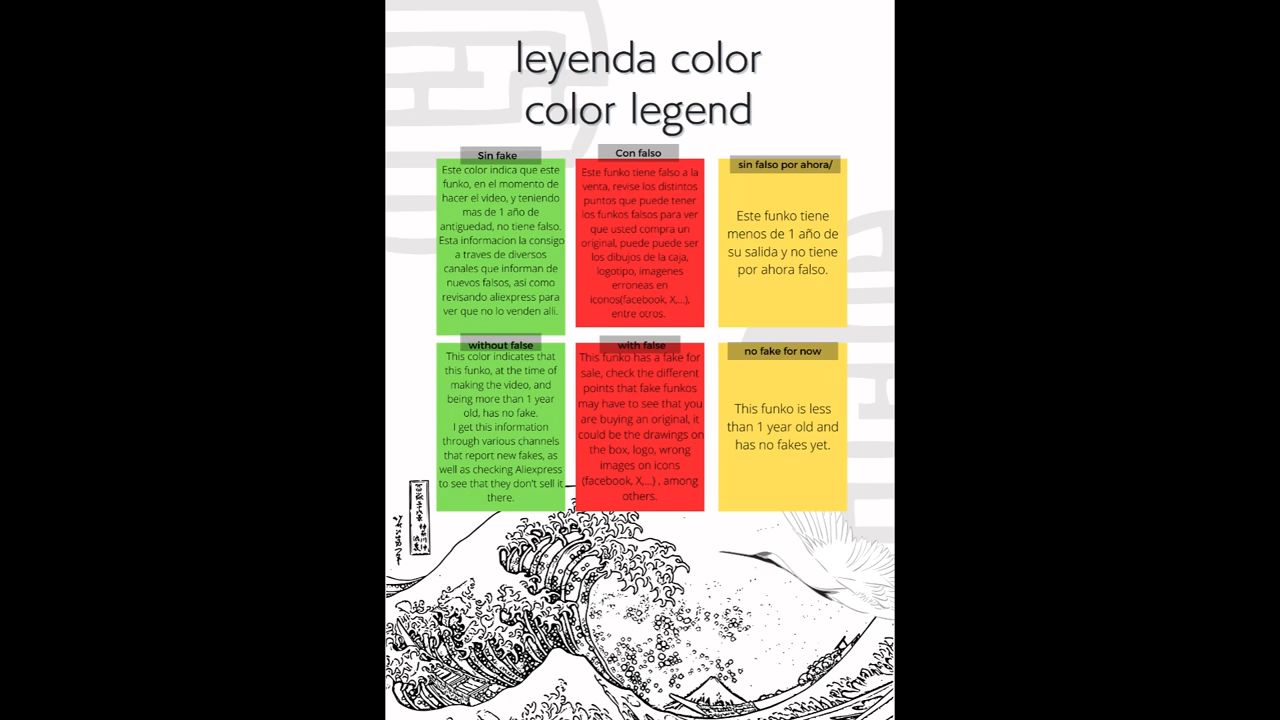 leyenda color
color legend
Sin fake
Este color indica que este
funko, en el momento de
hacer el video, y teniendo
mas de 1 año de
antiguedad, no tiene falso.
Esta informacion la consigo
a traves de diversos
canales que informan de
nuevos falsos, asi como
revisando aliexpress para
ver que no lo venden alli.
Con falso
Este funko tiene falso a la
venta, revise los distintos
puntos que puede tener
los funkos falsos para ver
que usted compra un
original, puede puede ser
los dibujos de la caja,
logotipo, imagenes
erroneas en
iconos(facebook, X,...),
entre otros.
sin falso por ahora/
Este funko tiene
menos de 1 año de
su salida y no tiene
por ahora falso.
without false
This color indicates that
this funko, at the time of
making the video, and
being more than 1 year
old, has no fake.
I get this information
through various channels
that report new fakes, as
well as checking Aliexpress
to see that they don't sell it
there.
with false
This funko has a fake for
sale, check the different
points that fake funkos
may have to see that you
are buying an original, it
could be the drawings on
the box, logo, wrong
images on icons
(facebook, X,...) , among
others.
no fake for now
This funko is less
than 1 year old and
has no fakes yet.